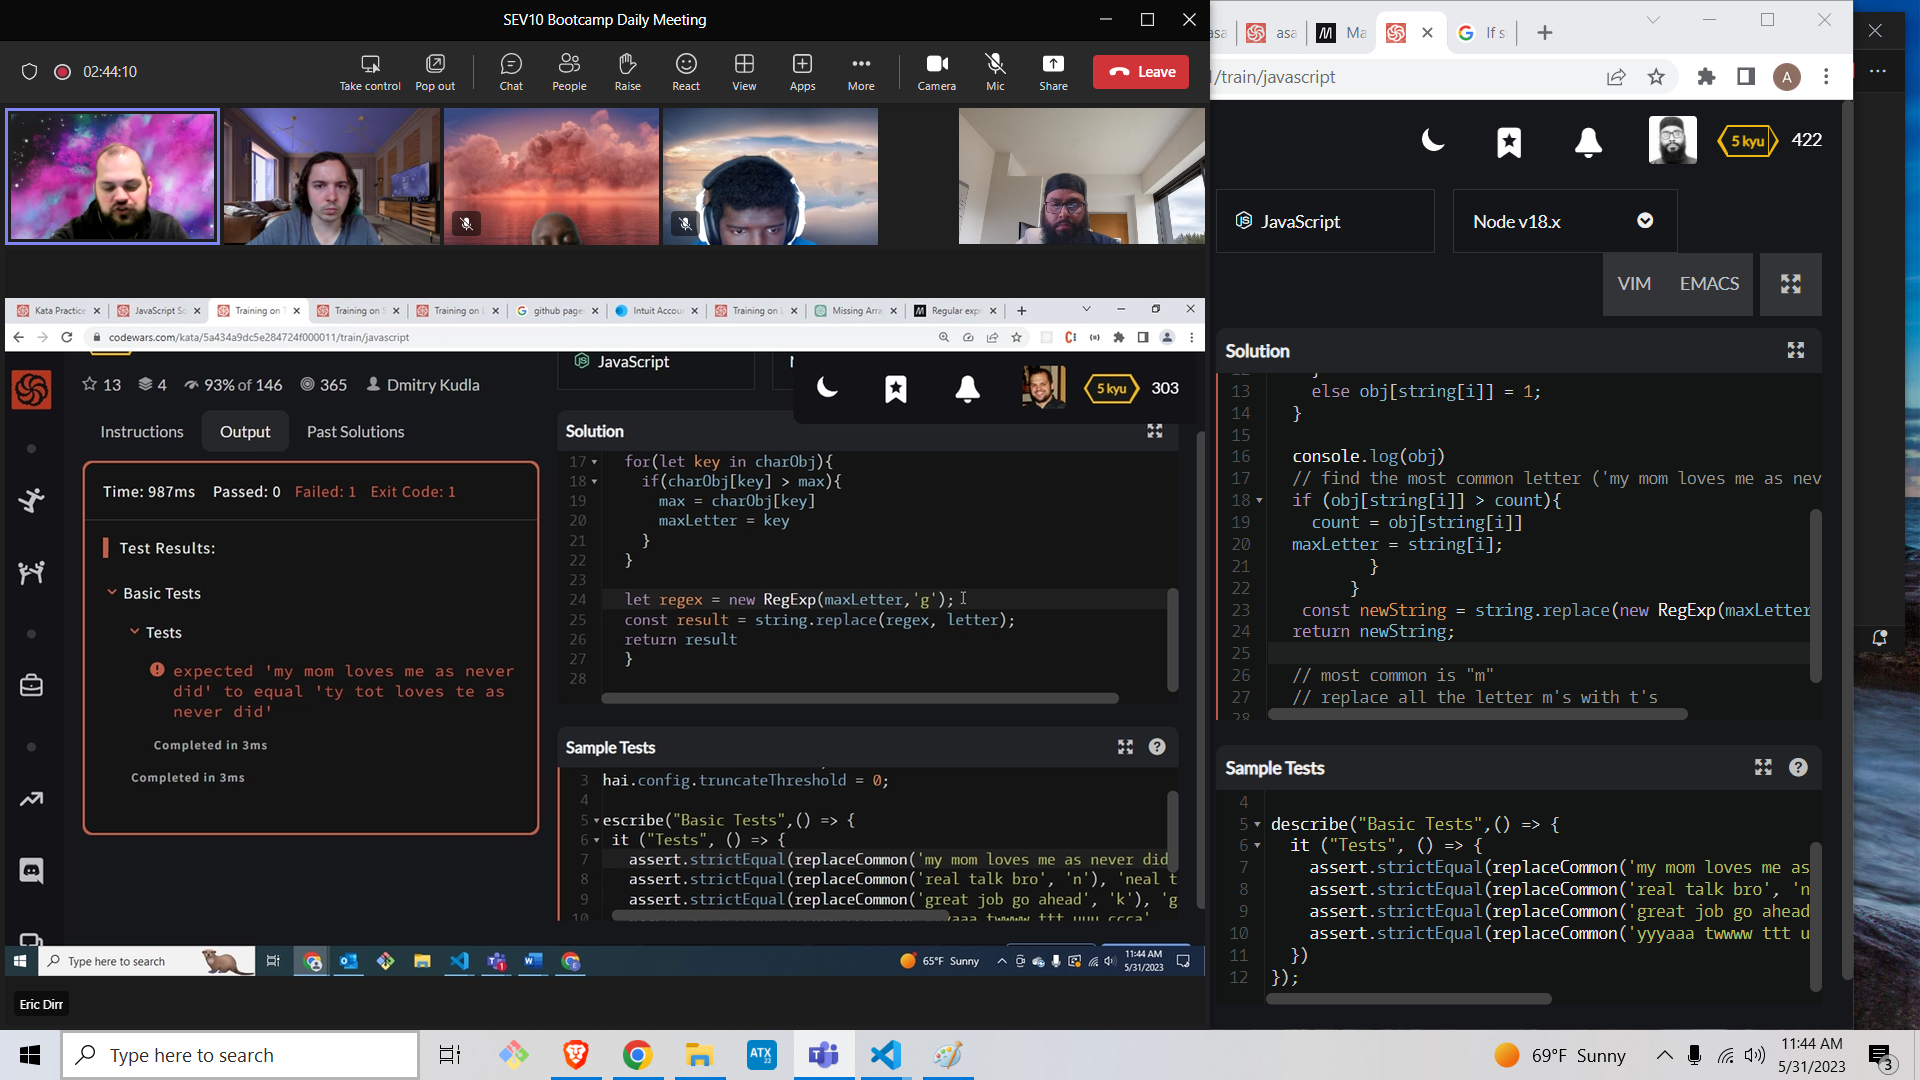 SEV10 Bootcamp Daily Meeting
02:44:10
Take control
Pop out
Chat
People
Raise
React
View
Apps
More
Camera
Mic
Share
Leave
Kata Practice
JavaScript So
Training on T
Training on S
Training on L
github page
Intuit Accou
Training on L
Missing Arra
Regular exp
codewars.com/kata/5a434a9dc5e284724f000011/train/javascript
13
4
93% of 146
365
Dmitry Kudla
JavaScript
5 kyu
303
Instructions
Output
Past Solutions
Time: 987ms Passed: 0 Failed: 1 Exit Code: 1
Test Results:
Basic Tests
Tests
expected 'my mom loves me as never
did' to equal 'ty tot loves te as
never did'
Completed in 3ms
Completed in 3ms
Solution
17 for(let key in charObj){
18 if(charObj[key] > max){
19 max = charObj[key]
20 maxLetter = key
21 }
22 }
23
24 let regex = new RegExp(maxLetter,'g');
25 const result = string.replace(regex, letter);
26 return result
27 }
28
Sample Tests
3 hai.config.truncateThreshold = 0;
4
5 escribe("Basic Tests",() => {
6 it ("Tests", () => {
7 assert.strictEqual(replaceCommon('my mom loves me as never did
8 assert.strictEqual(replaceCommon('real talk bro', 'n'), 'neal t
9 assert.strictEqual(replaceCommon('great job go ahead', 'k'), 'g
10
Type here to search
65°F Sunny
11:44 AM
5/31/2023
Eric Dirr
asa
asa
Ma
If s
/train/javascript
A
5 kyu
422
JavaScript
Node v18.x
VIM
EMACS
Solution
13 else obj[string[i]] = 1;
14 }
15
16 console.log(obj)
17 // find the most common letter ('my mom loves me as nev
18 if (obj[string[i]] > count){
19 count = obj[string[i]]
20 maxLetter = string[i];
21 }
22 }
23 const newString = string.replace(new RegExp(maxLetter
24 return newString;
25
26 // most common is "m"
27 // replace all the letter m's with t's
28
Sample Tests
4
5 describe("Basic Tests",() => {
6 it ("Tests", () => {
7 assert.strictEqual(replaceCommon('my mom loves me as
8 assert.strictEqual(replaceCommon('real talk bro', 'n
9 assert.strictEqual(replaceCommon('great job go ahead
10 assert.strictEqual(replaceCommon('yyyaaa twwww ttt u
11 })
12 });
Type here to search
ATX
22
69°F Sunny
11:44 AM
5/31/2023
3